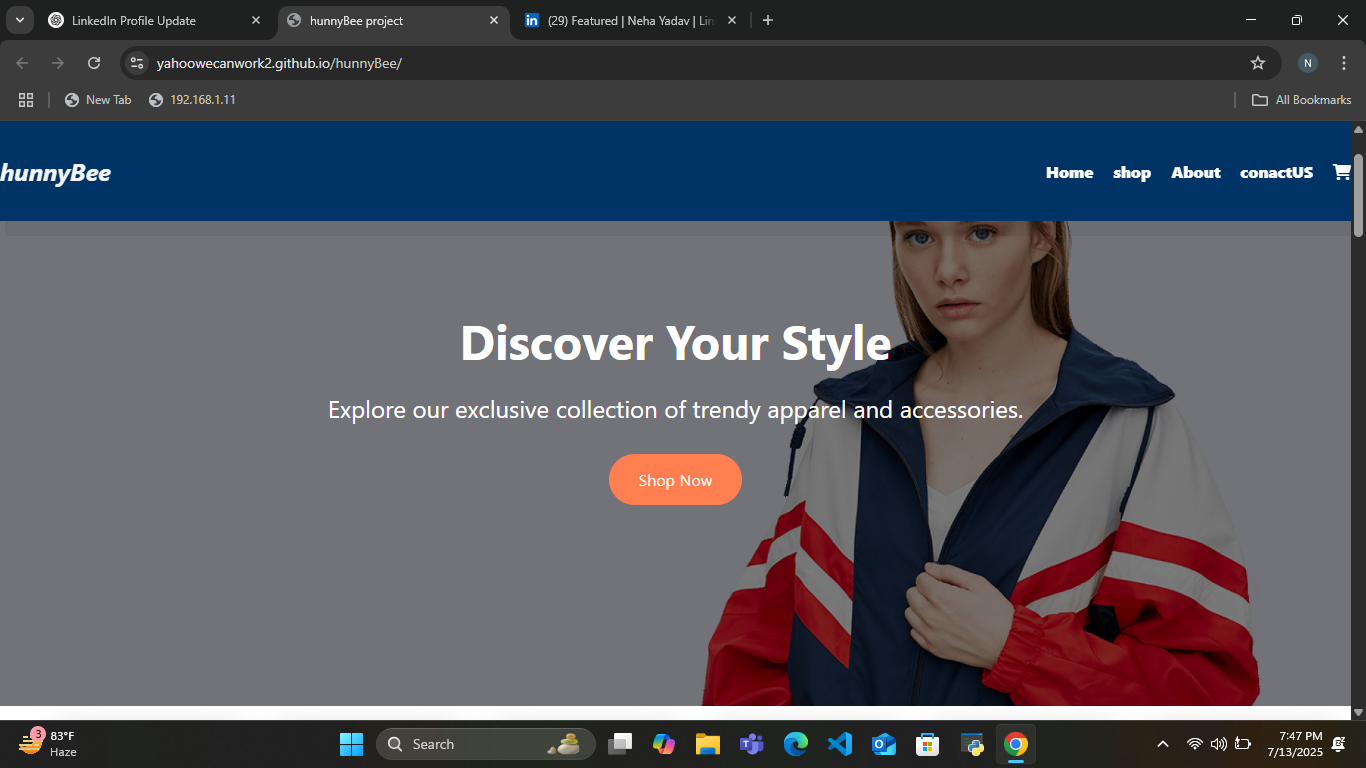 LinkedIn Profile Update
hunnyBee project
(29) Featured | Neha Yadav | Lin
yahoowecanwork2.github.io/hunnyBee/
N
New Tab
192.168.1.11
All Bookmarks
hunnyBee
Home
shop
About
conactUS
Discover Your Style
Explore our exclusive collection of trendy apparel and accessories.
Shop Now
3
83°F
Haze
Search
7:47 PM
7/13/2025